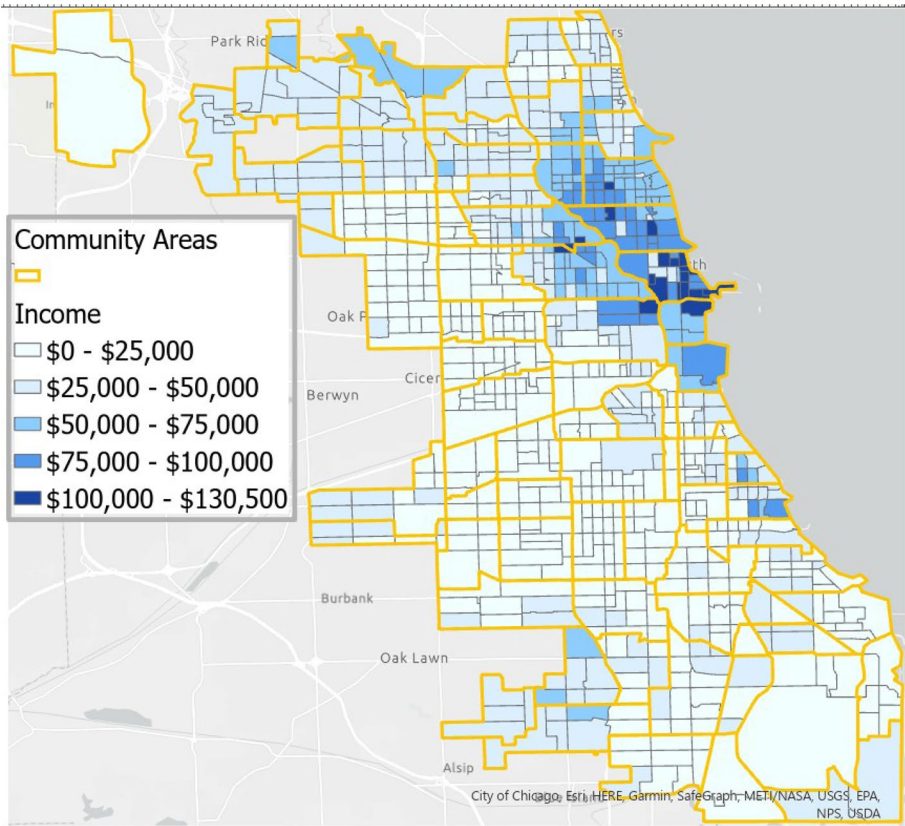 Park Rid
Community Areas
Income
$0 - $25,000
$25,000 - $50,000
$50,000 - $75,000
$75,000 - $100,000
$100,000 - $130,500
Oak P
Cicer
Berwyn
Burbank
Oak Lawn
Alsip
City of Chicago, Esri, HERE, Garmin, SafeGraph, METI/NASA, USGS, EPA,
NPS, USDA